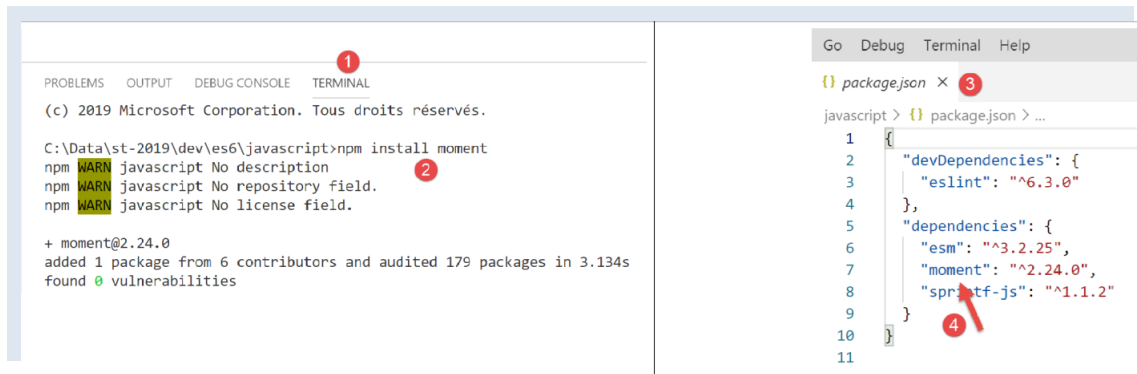 1
PROBLEMS OUTPUT DEBUG CONSOLE TERMINAL
(c) 2019 Microsoft Corporation. Tous droits réservés.
C:\Data\st-2019\dev\es6\javascript>npm install moment
2
npm WARN javascript No description
npm WARN javascript No repository field.
npm WARN javascript No license field.
+ moment@2.24.0
added 1 package from 6 contributors and audited 179 packages in 3.134s
found 0 vulnerabilities
Go Debug Terminal Help
{} package.json × 3
javascript > {} package.json > ...
1 {
2 "devDependencies": {
3 "eslint": "^6.3.0"
4 },
5 "dependencies": {
6 "esm": "^3.2.25",
7 "moment": "^2.24.0",
8 "sprintf-js": "^1.1.2"
9 }
4
10 }
11